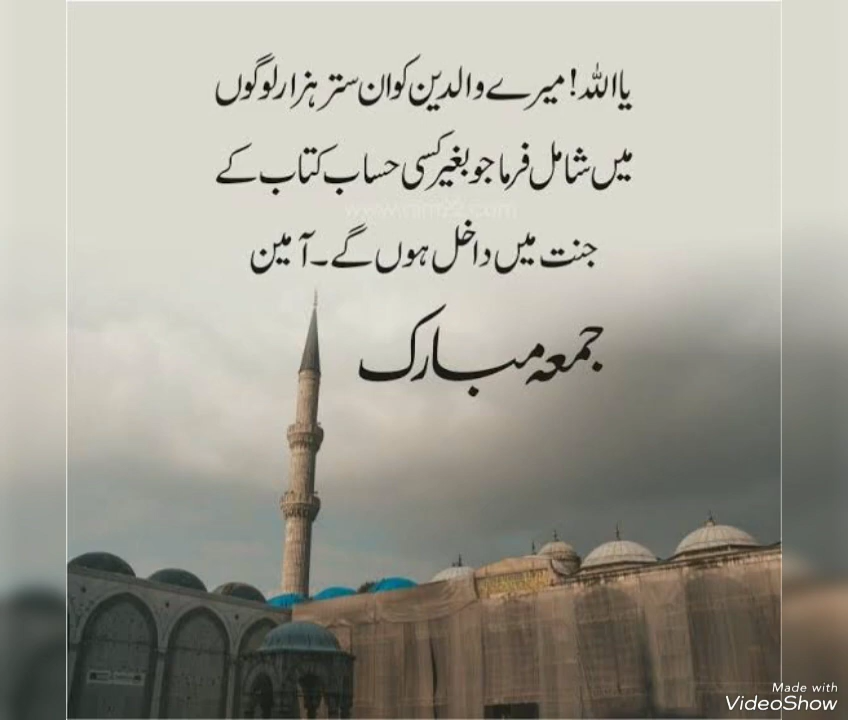 یا اللہ! میرے والدین کو ان ستر ہزار لوگوں
میں شامل فرما جو بغیر کسی حساب کتاب کے
جنت میں داخل ہوں گے۔ آمین
جمعہ مبارک
Made with
VideoShow